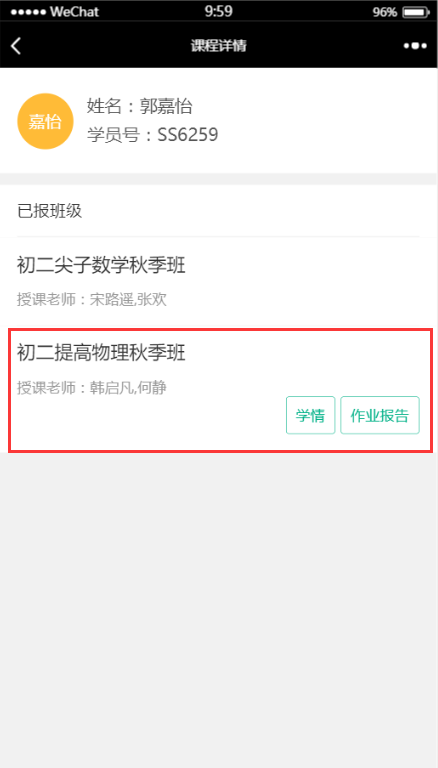 ●●●●● WeChat 9:59 96%
课程详情
嘉怡
姓名：郭嘉怡
学员号：SS6259
已报班级
初二尖子数学秋季班
授课老师：宋路遥,张欢
初二提高物理秋季班
授课老师：韩启凡,何静
学情 作业报告